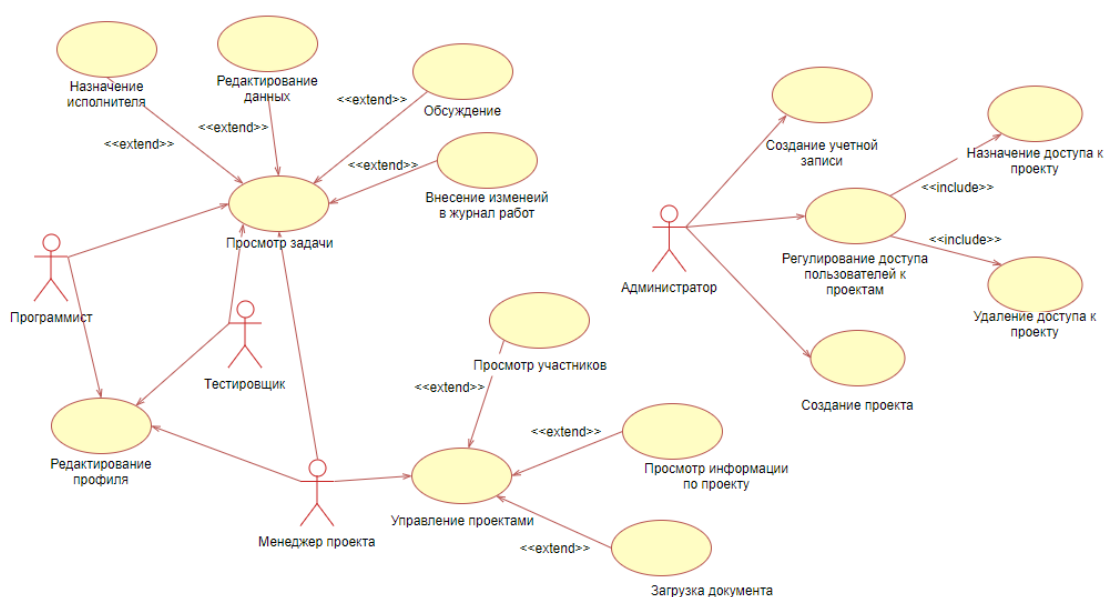 Назначение
исполнителя
Редактирование
данных
<<extend>>
<<extend>>
<<extend>>
Обсуждение
<<extend>>
Внесение изменеий
в журнал работ
Просмотр задачи
Программист
Тестировщик
Редактирование
профиля
Менеджер проекта
Просмотр участников
<<extend>>
<<extend>>
Просмотр информации
по проекту
Управление проектами
<<extend>>
Загрузка документа
Создание учетной
записи
Назначение доступа к
проекту
<<include>>
<<include>>
Регулирование доступа
пользователей к
проектам
Администратор
Удаление доступа к
проекту
Создание проекта